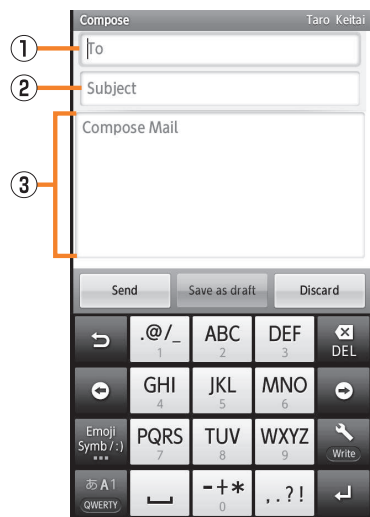 Compose Taro Keitai
① To
② Subject
③ Compose Mail
Send Save as draft Discard
.@/_ ABC DEF
1 2 3 DEL
GHI JKL MNO
4 5 6
Emoji PQRS TUV WXYZ
Symb/:) 7 8 9 Write
あA1 -+* ,.?!
QWERTY 0